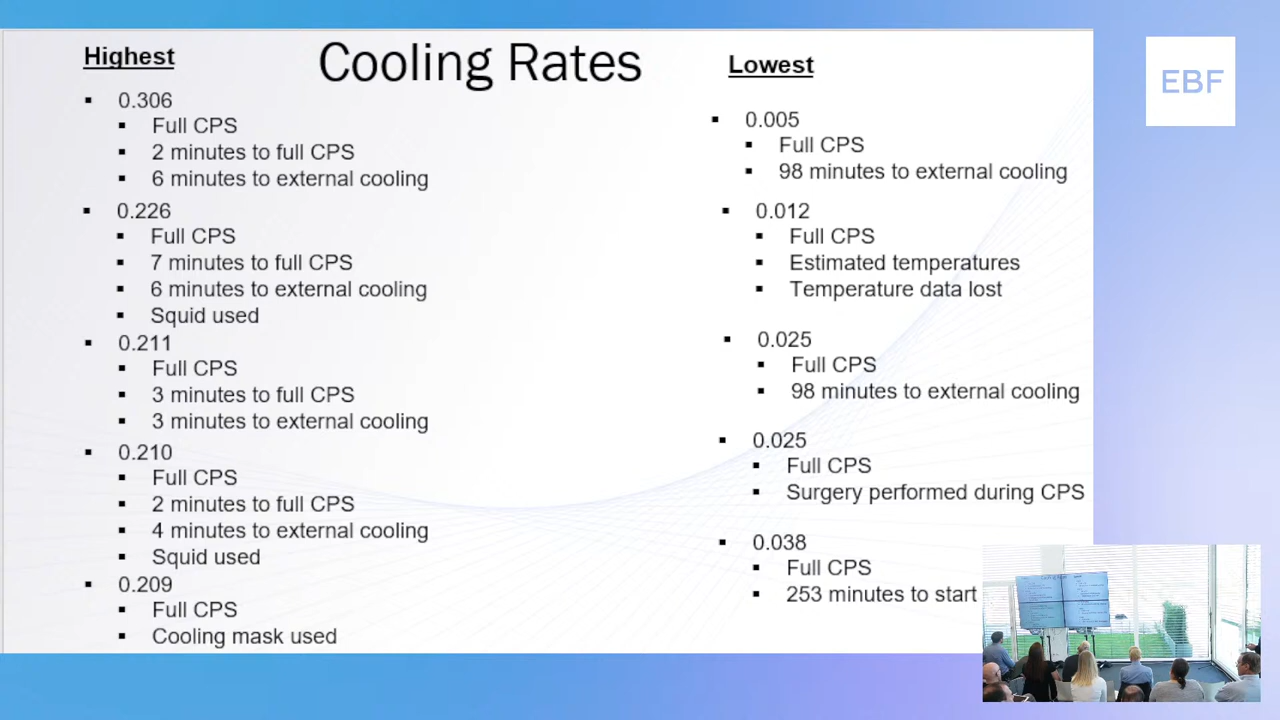 Cooling Rates
Highest
0.306
Full CPS
2 minutes to full CPS
6 minutes to external cooling
0.226
Full CPS
7 minutes to full CPS
6 minutes to external cooling
Squid used
0.211
Full CPS
3 minutes to full CPS
3 minutes to external cooling
0.210
Full CPS
2 minutes to full CPS
4 minutes to external cooling
Squid used
0.209
Full CPS
Cooling mask used
Lowest
0.005
Full CPS
98 minutes to external cooling
0.012
Full CPS
Estimated temperatures
Temperature data lost
0.025
Full CPS
98 minutes to external cooling
0.025
Full CPS
Surgery performed during CPS
0.038
Full CPS
253 minutes to start
EBF